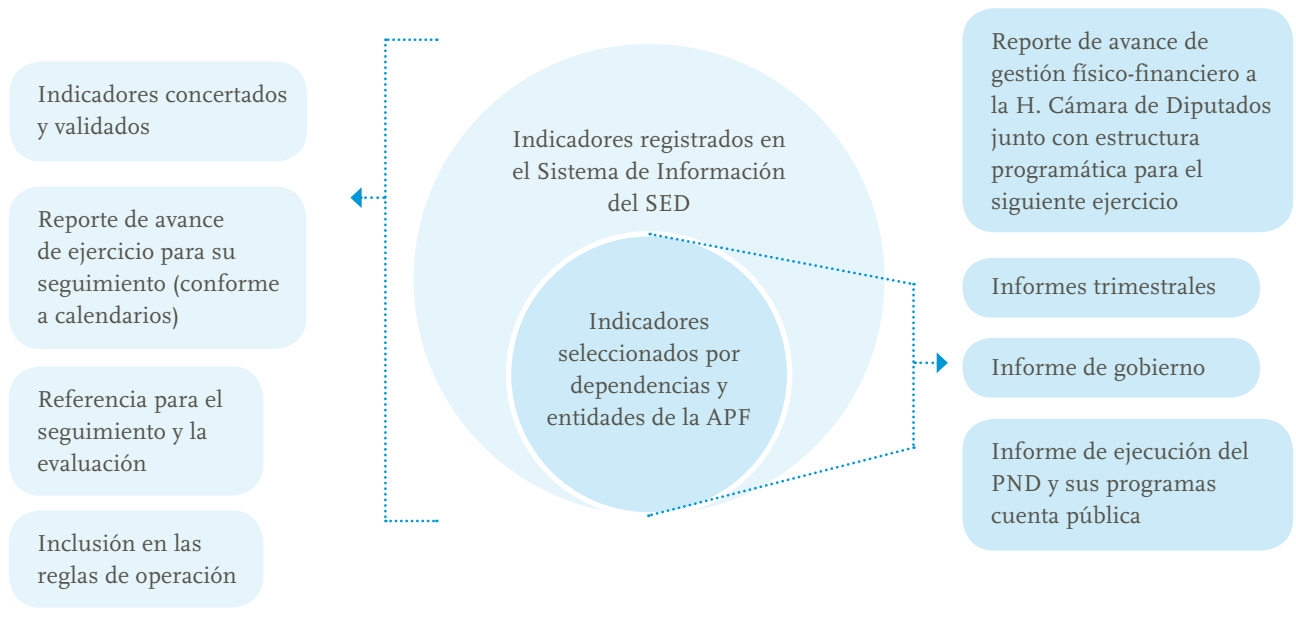 Indicadores concertados
y validados
Reporte de avance
de ejercicio para su
seguimiento (conforme
a calendarios)
Referencia para el
seguimiento y la
evaluación
Inclusión en las
reglas de operación
Indicadores registrados en
el Sistema de Información
del SED
Indicadores
seleccionados por
dependencias y
entidades de la APF
Reporte de avance de
gestión físico-financiero a
la H. Cámara de Diputados
junto con estructura
programática para el
siguiente ejercicio
Informes trimestrales
Informe de gobierno
Informe de ejecución del
PND y sus programas
cuenta pública